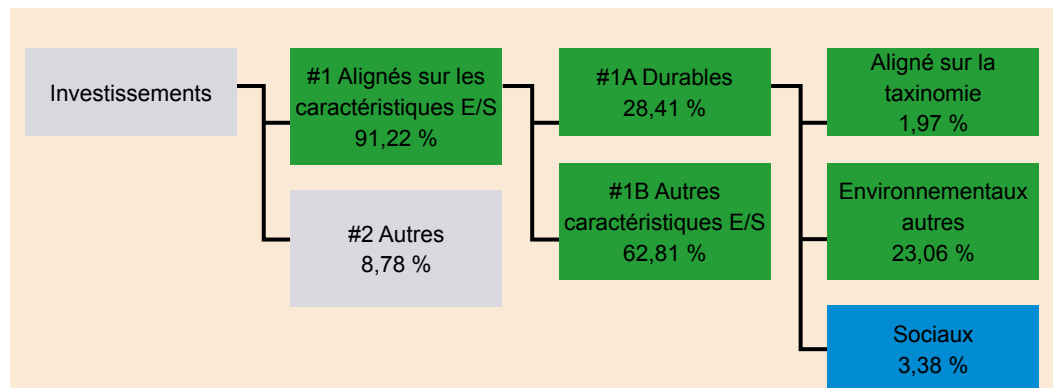 Investissements
#1 Alignés sur les
caractéristiques E/S
91,22 %
#2 Autres
8,78 %
#1A Durables
28,41 %
#1B Autres
caractéristiques E/S
62,81 %
Aligné sur la
taxinomie
1,97 %
Environnementaux
autres
23,06 %
Sociaux
3,38 %